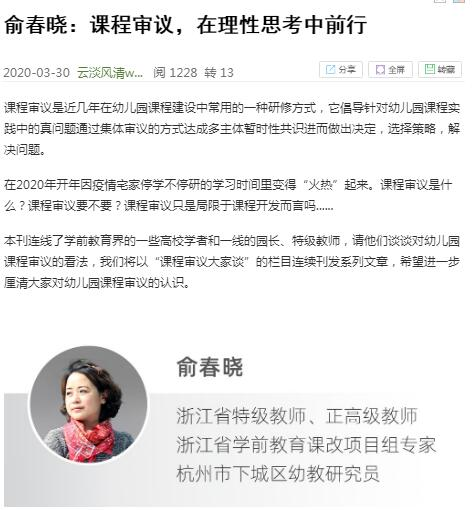 俞春晓：课程审议，在理性思考中前行
2020-03-30 云淡风清w... 阅 1228 转 13
分享 全屏 转藏
课程审议是近几年在幼儿园课程建设中常用的一种研修方式，它倡导针对幼儿园课程实
践中的真问题通过集体审议的方式达成多主体暂时性共识进而做出决定，选择策略，解
决问题。
在2020年开年因疫情宅家停学不停研的学习时间里变得“火热”起来。课程审议是什
么？课程审议要不要？课程审议只是局限于课程开发而言吗......
本刊连线了学前教育界的一些高校学者和一线的园长、特级教师，请他们谈谈对幼儿园
课程审议的看法，我们将以“课程审议大家谈”的栏目连续刊发系列文章，希望进一步
厘清大家对幼儿园课程审议的认识。
俞春晓
浙江省特级教师、正高级教师
浙江省学前教育课改项目组专家
杭州市下城区幼教研究员